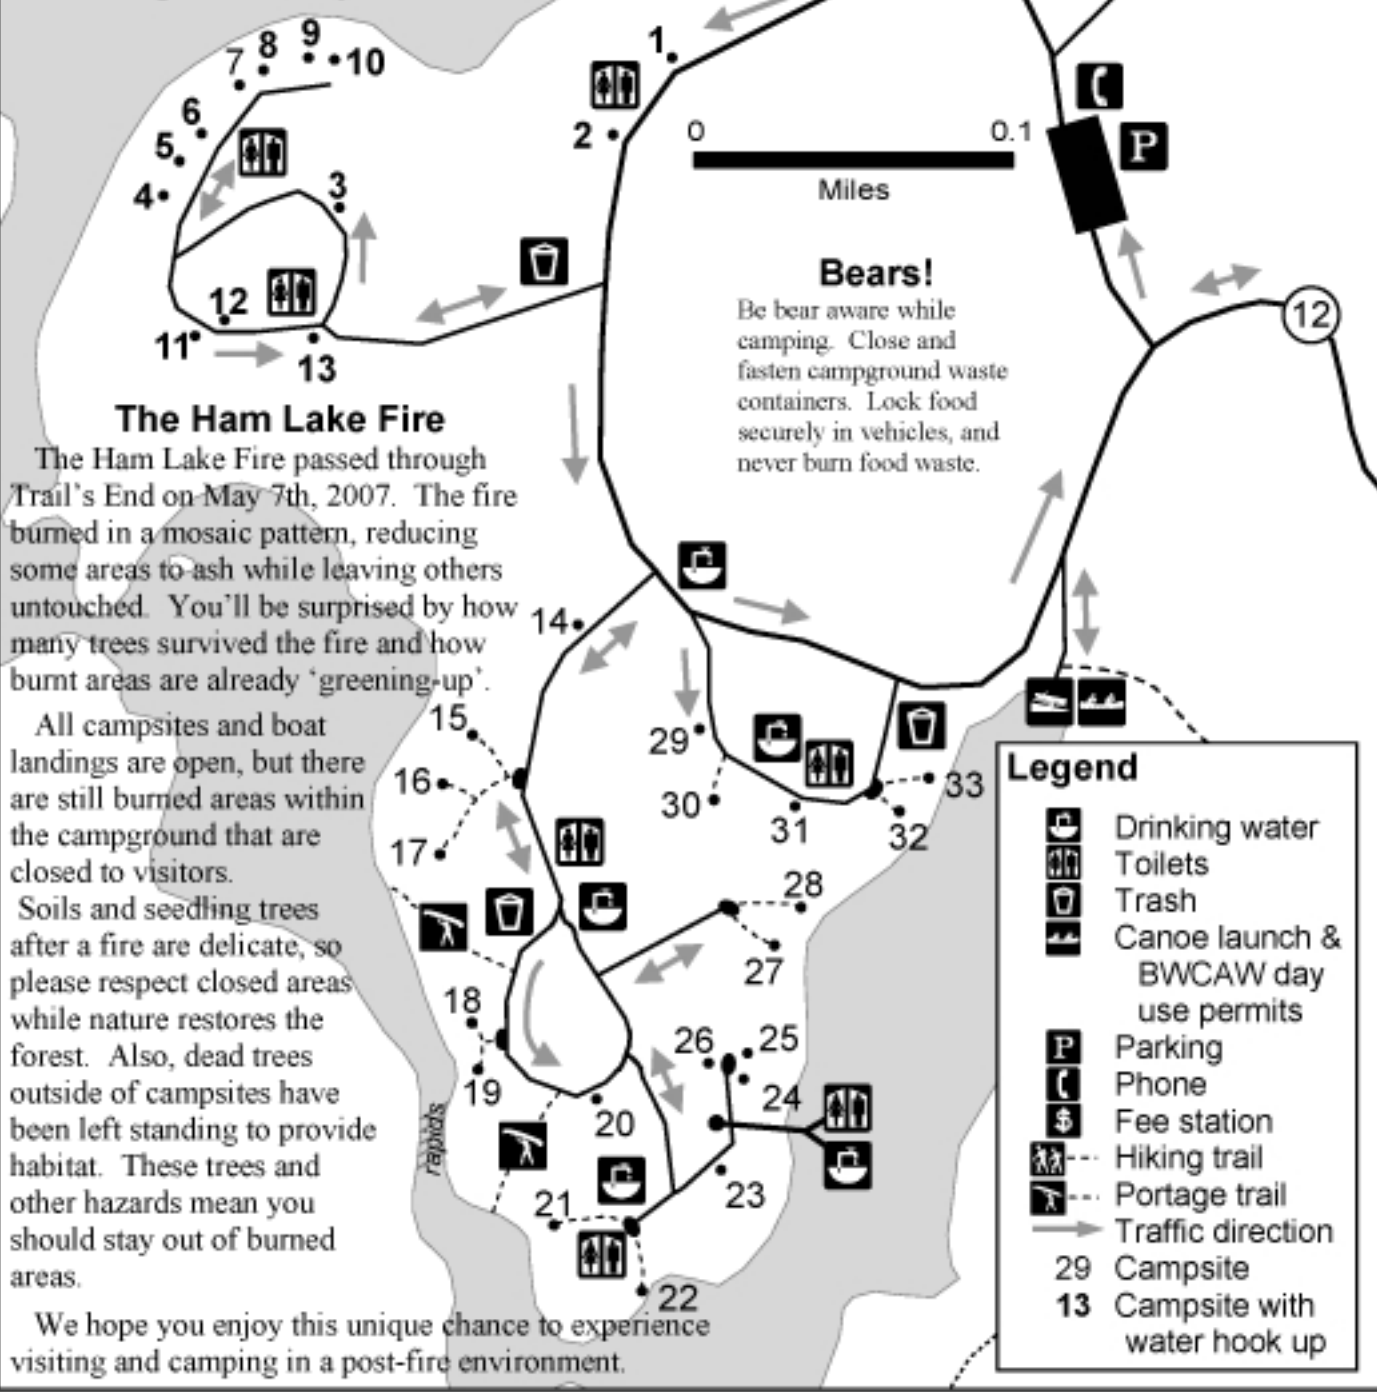 9
8
7
10
6
5
4
3
12
11
13
1
2
0 0.1
Miles
P
12
Bears!
Be bear aware while
camping.  Close and
fasten campground waste
containers.  Lock food
securely in vehicles, and
never burn food waste.
The Ham Lake Fire
The Ham Lake Fire passed through
Trail's End on May 7th, 2007.  The fire
burned in a mosaic pattern, reducing
some areas to ash while leaving others
untouched.  You'll be surprised by how
many trees survived the fire and how
burnt areas are already 'greening-up'.
All campsites and boat
landings are open, but there
are still burned areas within
the campground that are
closed to visitors.
Soils and seedling trees
after a fire are delicate, so
please respect closed areas
while nature restores the
forest.  Also, dead trees
outside of campsites have
been left standing to provide
habitat.  These trees and
other hazards mean you
should stay out of burned
areas.
We hope you enjoy this unique chance to experience
visiting and camping in a post-fire environment.
14
15
16
17
29
30
31
33
32
28
27
18
19
20
26
25
24
23
21
22
rapids
Legend
Drinking water
Toilets
Trash
Canoe launch &
BWCAW day
use permits
P Parking
Phone
$ Fee station
Hiking trail
Portage trail
Traffic direction
29 Campsite
13 Campsite with
water hook up